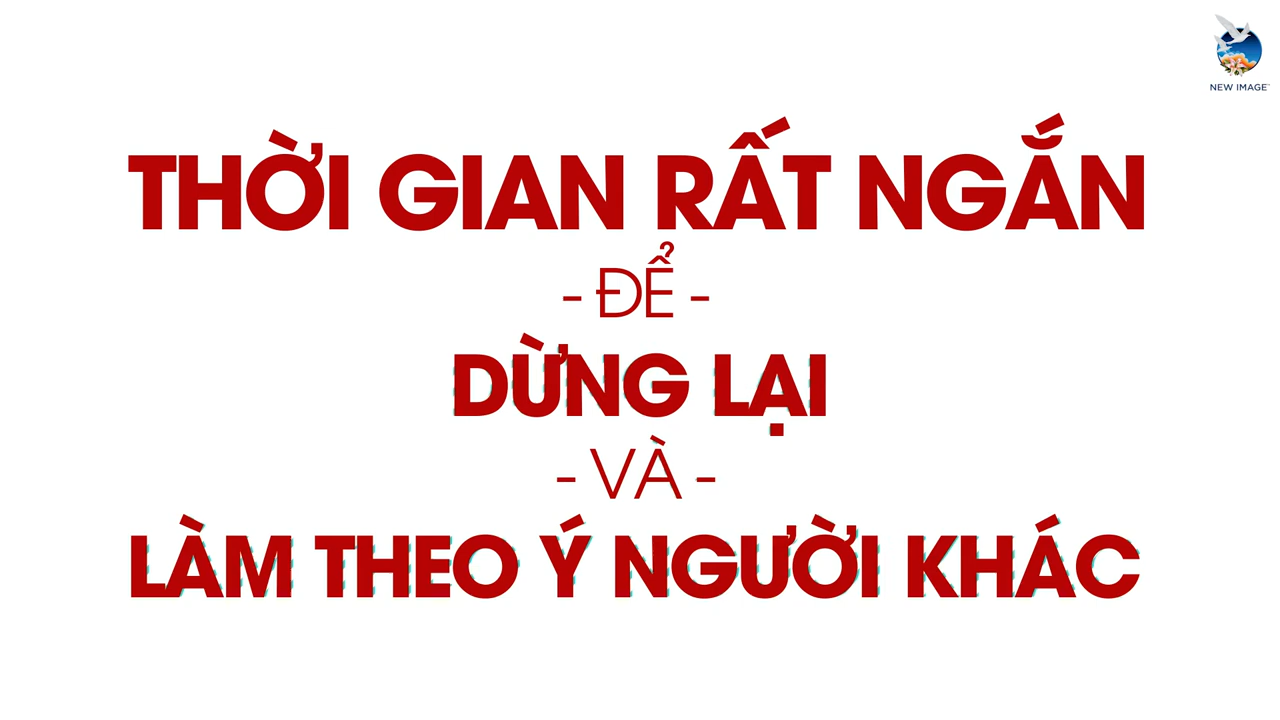 NEW IMAGE
THỜI GIAN RẤT NGẮN
- ĐỂ -
DỪNG LẠI
- VÀ -
LÀM THEO Ý NGƯỜI KHÁC